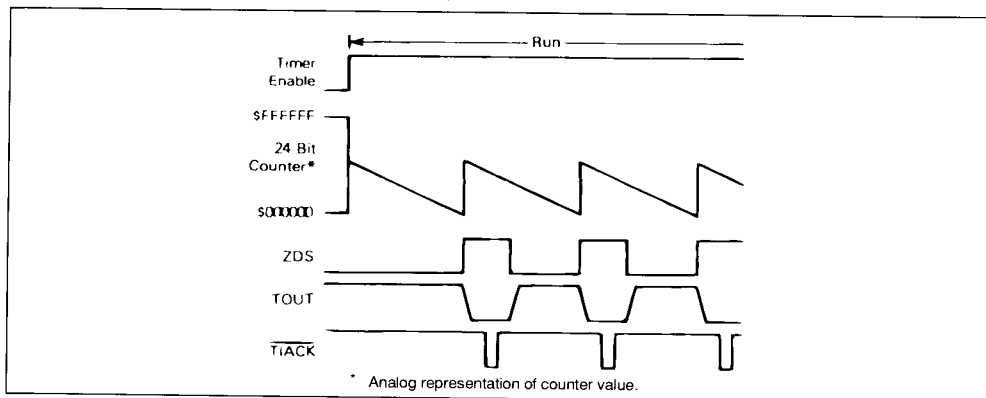 Run
Timer
Enable
$FFFFFF
24 Bit
Counter*
$000000
ZDS
TOUT
TIACK
* Analog representation of counter value.